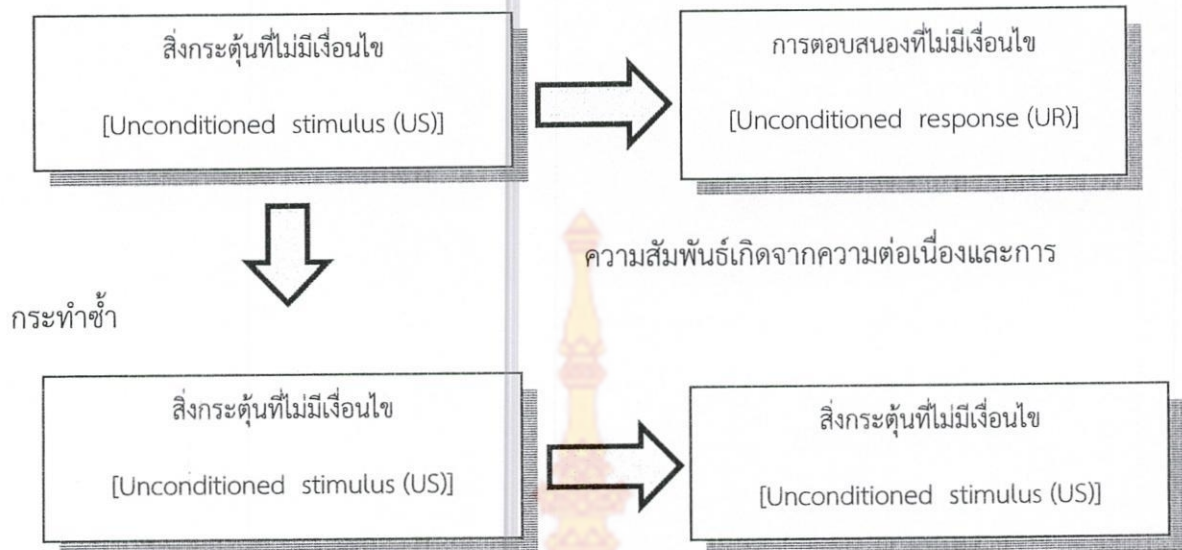 สิ่งกระตุ้นที่ไม่มีเงื่อนไข
[Unconditioned stimulus (US)]
การตอบสนองที่ไม่มีเงื่อนไข
[Unconditioned response (UR)]
ความสัมพันธ์เกิดจากความต่อเนื่องและการ
กระทำซ้ำ
สิ่งกระตุ้นที่ไม่มีเงื่อนไข
[Unconditioned stimulus (US)]
สิ่งกระตุ้นที่ไม่มีเงื่อนไข
[Unconditioned stimulus (US)]